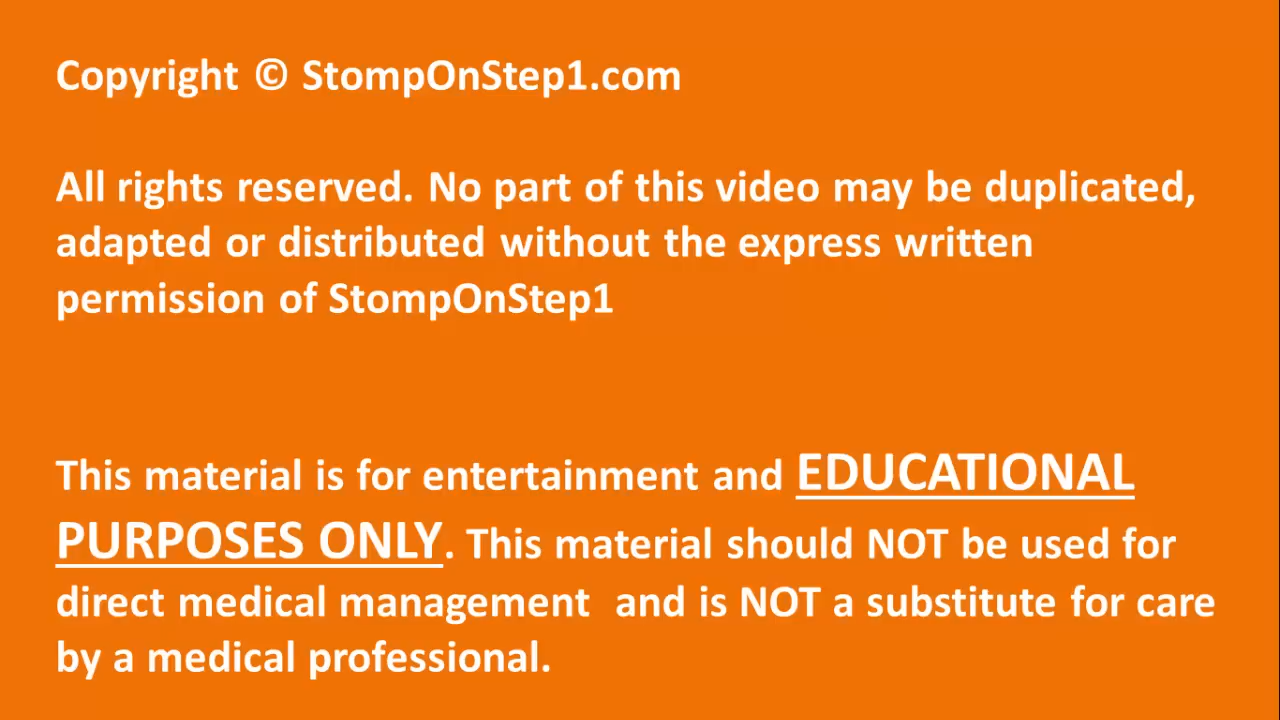 Copyright © StompOnStep1.com
All rights reserved. No part of this video may be duplicated,
adapted or distributed without the express written
permission of StompOnStep1
This material is for entertainment and EDUCATIONAL
PURPOSES ONLY. This material should NOT be used for
direct medical management and is NOT a substitute for care
by a medical professional.